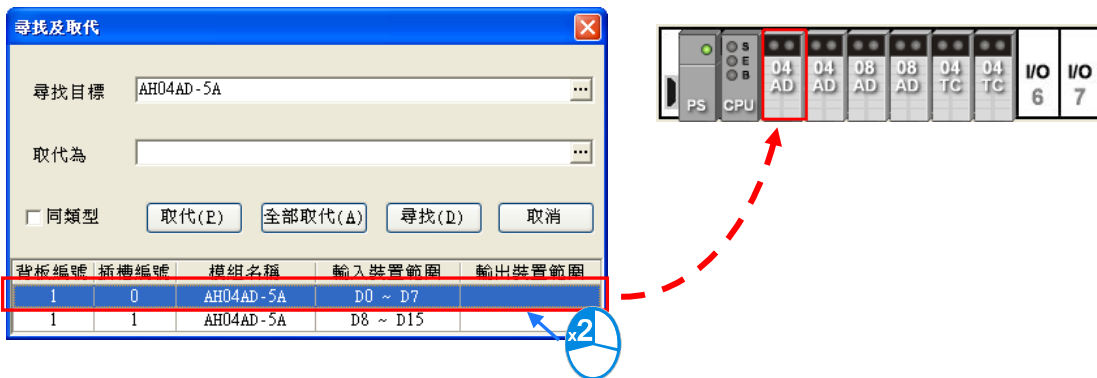 尋找及取代
尋找目標 AH04AD-5A ...
取代為 ...
同類型 取代(P) 全部取代(A) 尋找(D) 取消
背板編號 插槽編號 模組名稱 輸入裝置範圍 輸出裝置範圍
1 0 AH04AD-5A D0 ~ D7
1 1 AH04AD-5A D8 ~ D15
x2
PS
S
E
B
CPU
04
AD
04
AD
08
AD
08
AD
04
TC
04
TC
I/O
6
I/O
7